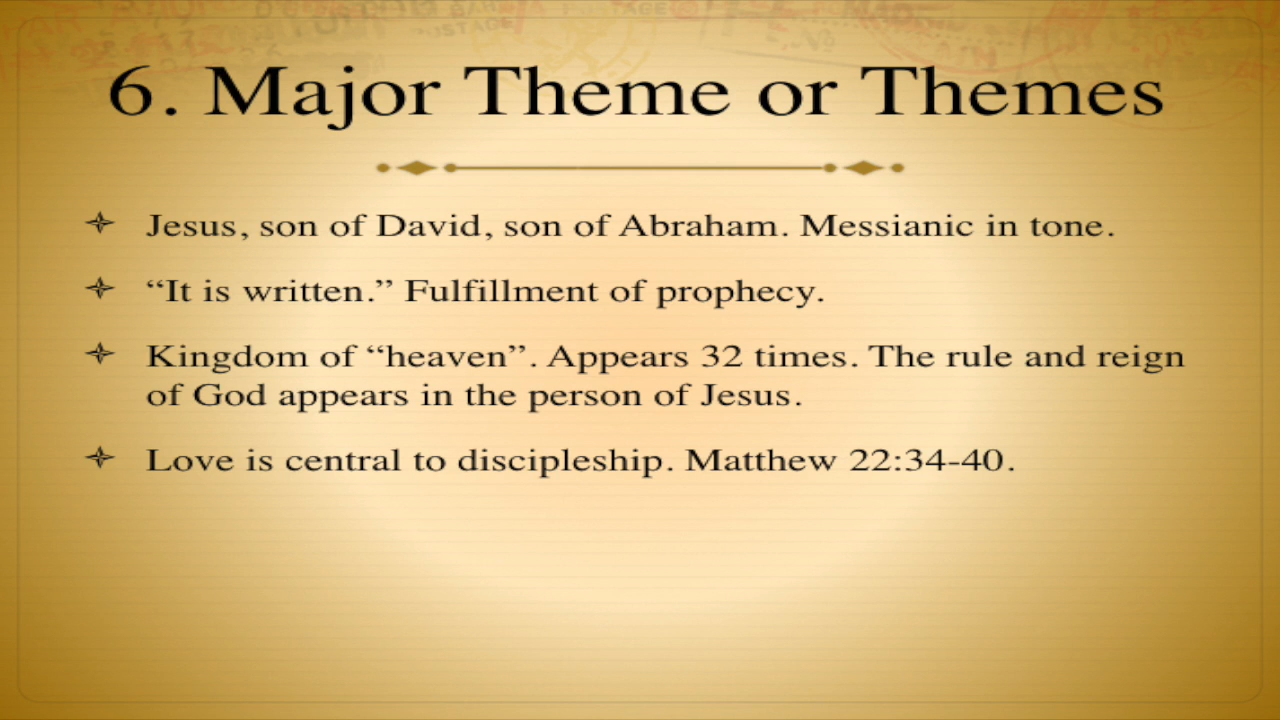 6. Major Theme or Themes
Jesus, son of David, son of Abraham. Messianic in tone.
“It is written.” Fulfillment of prophecy.
Kingdom of “heaven”. Appears 32 times. The rule and reign
of God appears in the person of Jesus.
Love is central to discipleship. Matthew 22:34-40.